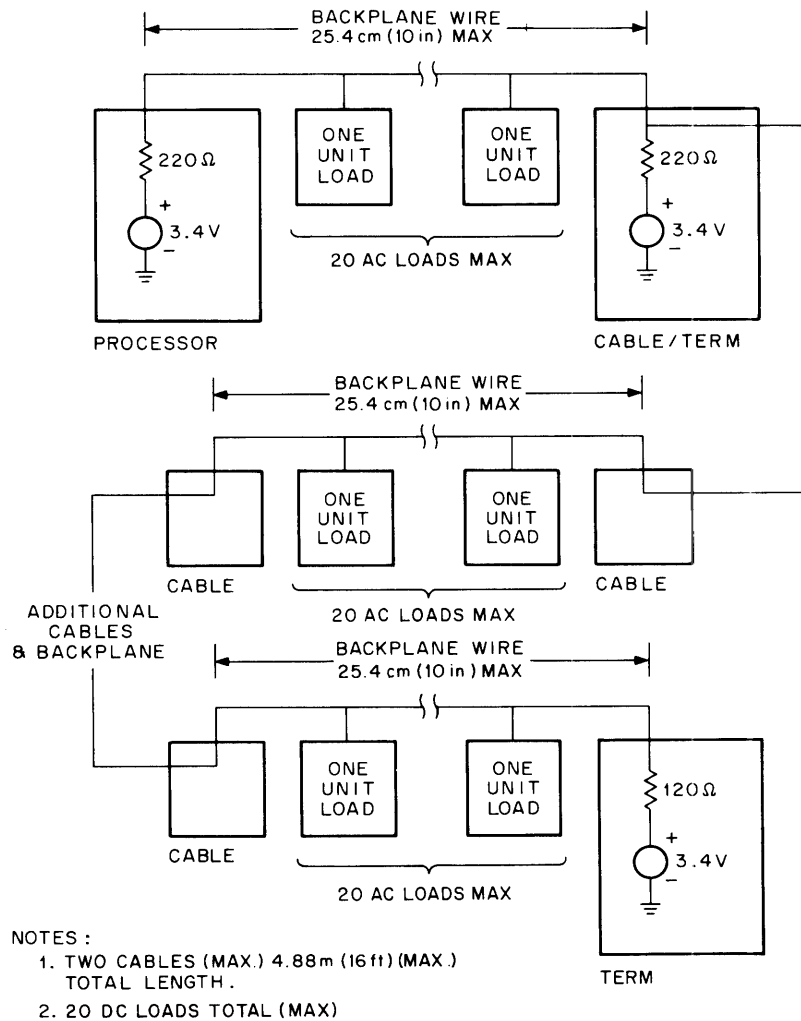 BACKPLANE WIRE
25.4 cm (10 in) MAX
220Ω
+
3.4V
-
PROCESSOR
ONE
UNIT
LOAD
ONE
UNIT
LOAD
20 AC LOADS MAX
220Ω
+
3.4V
-
CABLE/TERM
BACKPLANE WIRE
25.4 cm (10 in) MAX
CABLE
ONE
UNIT
LOAD
ONE
UNIT
LOAD
20 AC LOADS MAX
CABLE
ADDITIONAL
CABLES
& BACKPLANE
BACKPLANE WIRE
25.4 cm (10 in) MAX
CABLE
ONE
UNIT
LOAD
ONE
UNIT
LOAD
20 AC LOADS MAX
120Ω
+
3.4V
-
TERM
NOTES :
1. TWO CABLES (MAX.) 4.88m (16ft) (MAX.)
TOTAL LENGTH.
2. 20 DC LOADS TOTAL (MAX)